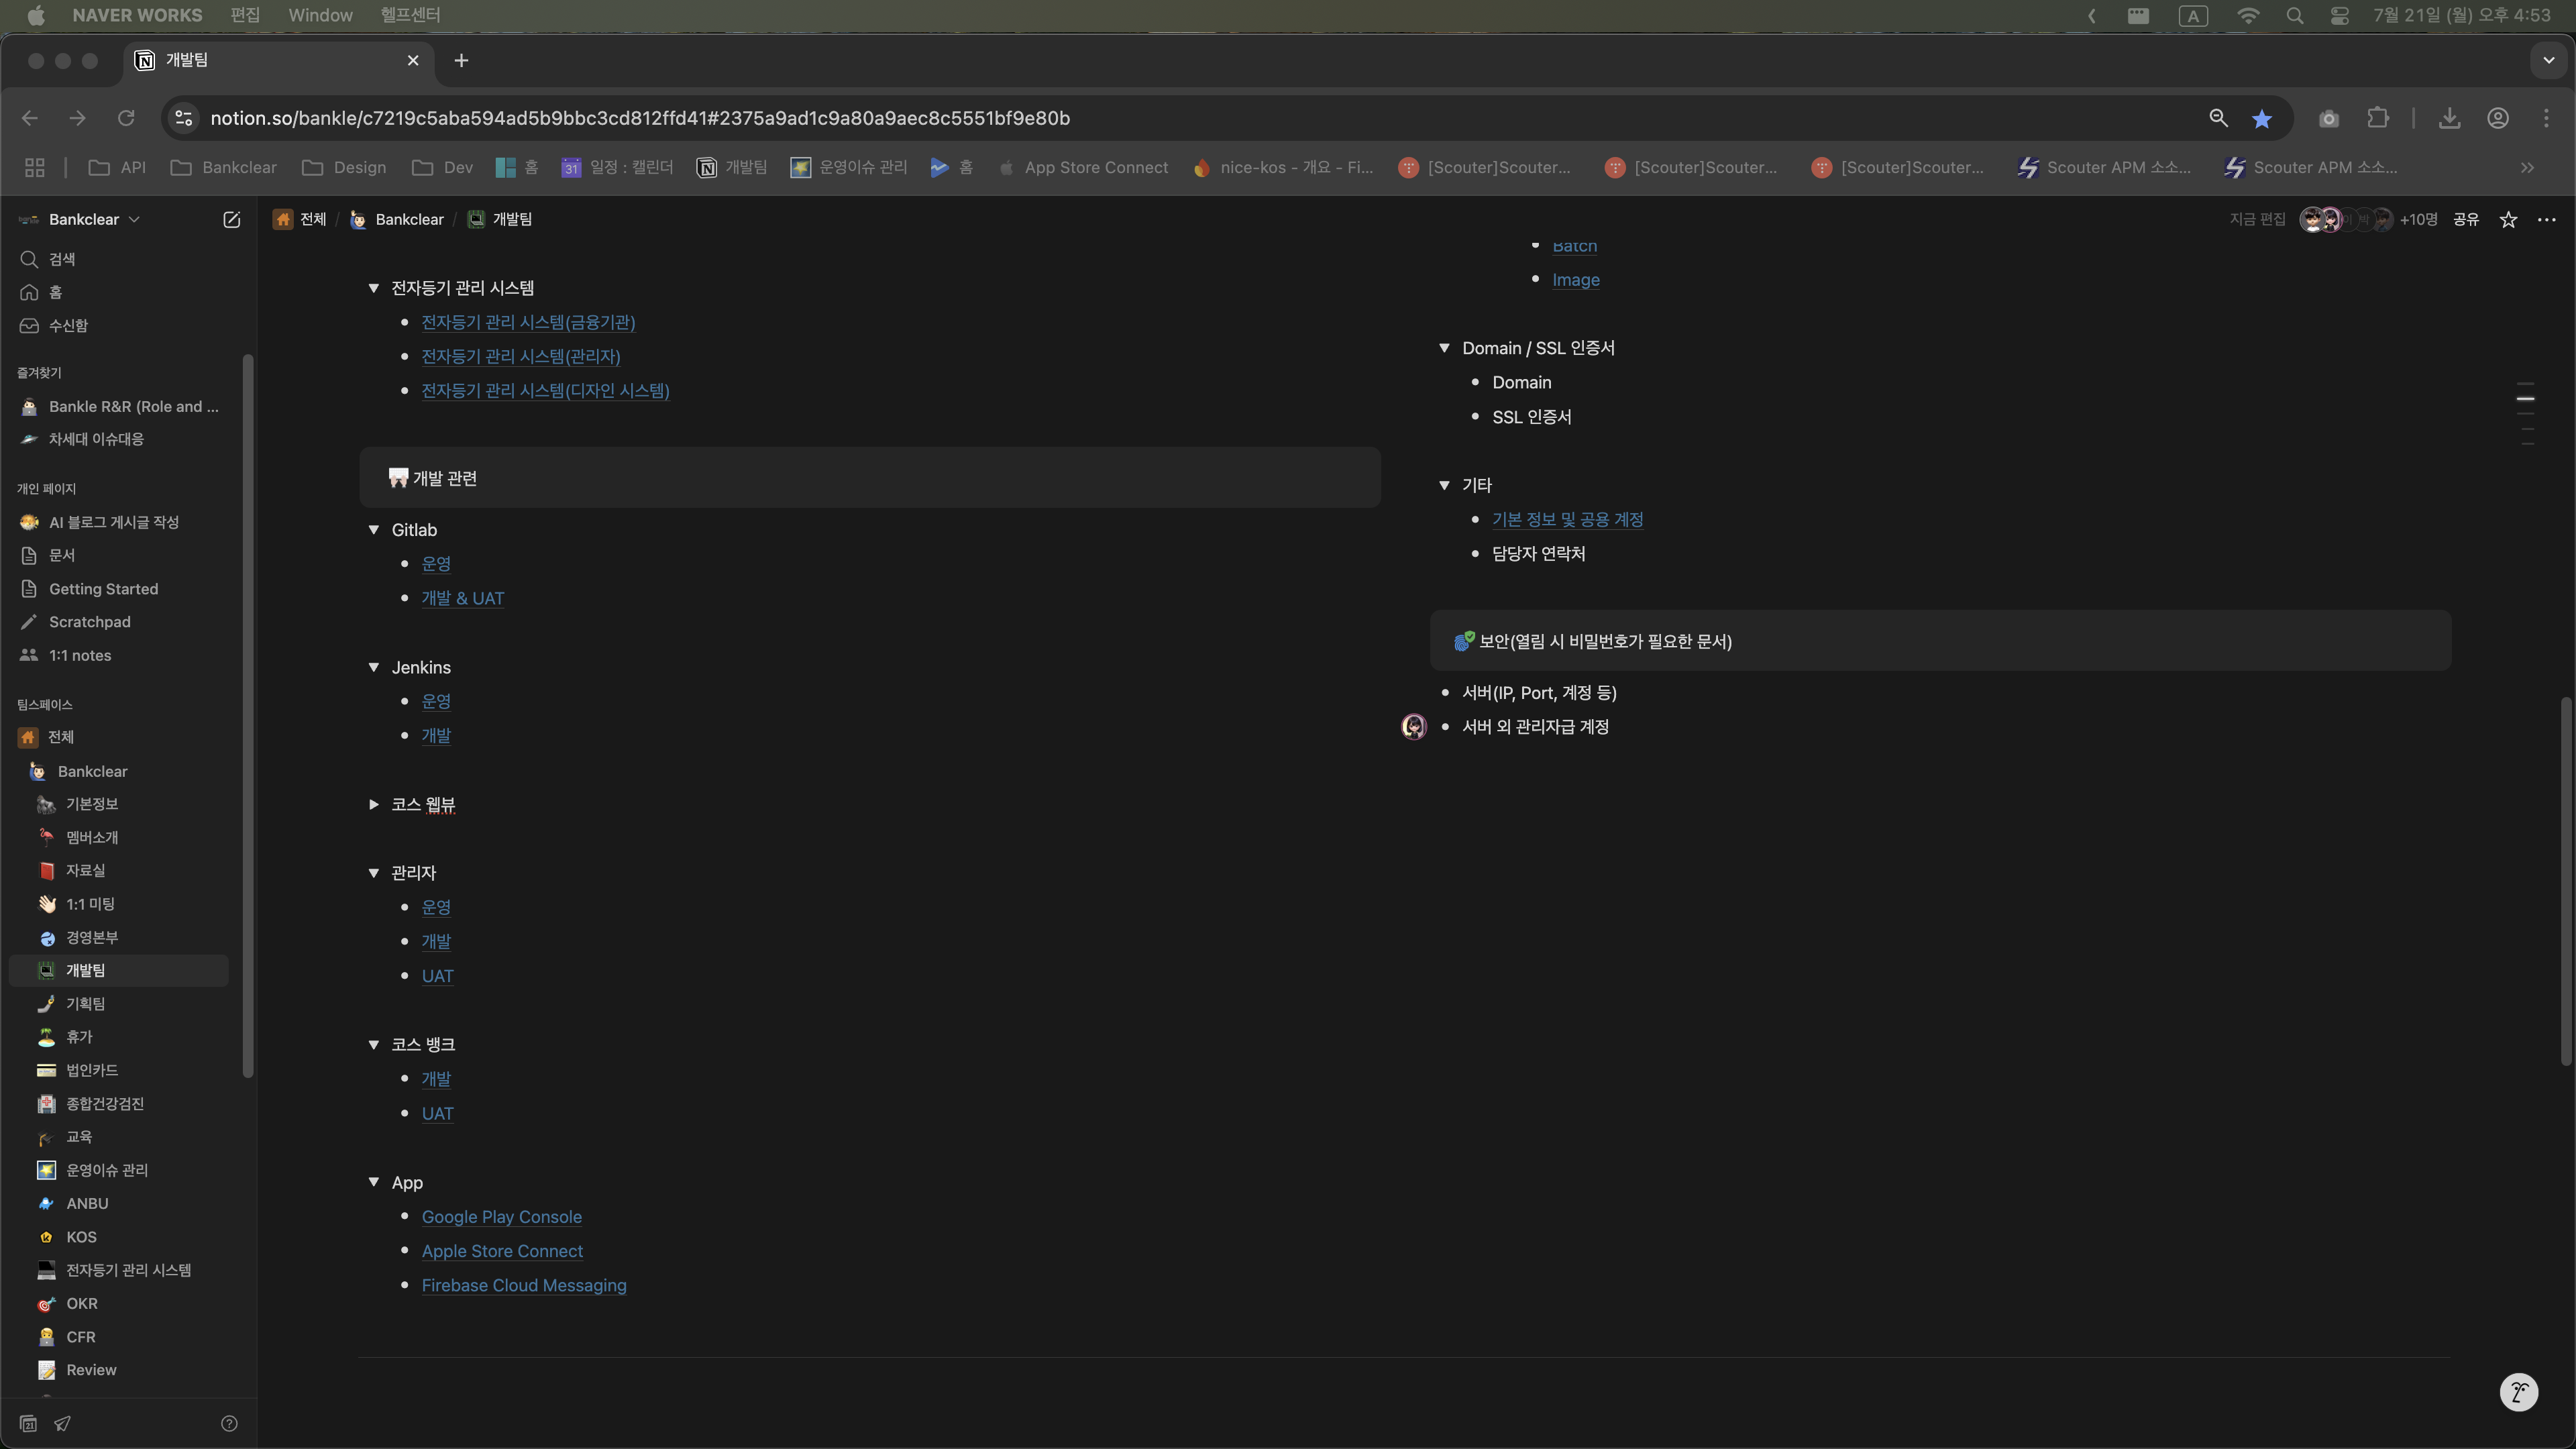 NAVER WORKS 편집 Window 헬프센터
A 7월 21일 (월) 오후 4:53
개발팀
notion.so/bankle/c7219c5aba594ad5b9bbc3cd812ffd41#2375a9ad1c9a80a9aec8c5551bf9e80b
API Bankclear Design Dev 홈 31 일정 : 캘린더 개발팀 운영이슈 관리 홈 App Store Connect nice-kos - 개요 - Fi... [Scouter]Scouter... [Scouter]Scouter... [Scouter]Scouter... Scouter APM 소소... Scouter APM 소소...
Bankclear
검색
홈
수신함
즐겨찾기
Bankle R&R (Role and ...
차세대 이슈대응
개인 페이지
AI 블로그 게시글 작성
문서
Getting Started
Scratchpad
1:1 notes
팀스페이스
전체
Bankclear
기본정보
멤버소개
자료실
1:1 미팅
경영본부
개발팀
기획팀
휴가
법인카드
종합건강검진
교육
운영이슈 관리
ANBU
KOS
전자등기 관리 시스템
OKR
CFR
Review
21
전체 / Bankclear / 개발팀
지금 편집 이 박 +10명 공유
전자등기 관리 시스템
전자등기 관리 시스템(금융기관)
전자등기 관리 시스템(관리자)
전자등기 관리 시스템(디자인 시스템)
개발 관련
Gitlab
운영
개발 & UAT
Jenkins
운영
개발
코스 웹뷰
관리자
운영
개발
UAT
코스 뱅크
개발
UAT
App
Google Play Console
Apple Store Connect
Firebase Cloud Messaging
Batch
Image
Domain / SSL 인증서
Domain
SSL 인증서
기타
기본 정보 및 공용 계정
담당자 연락처
보안(열림 시 비밀번호가 필요한 문서)
서버(IP, Port, 계정 등)
서버 외 관리자급 계정